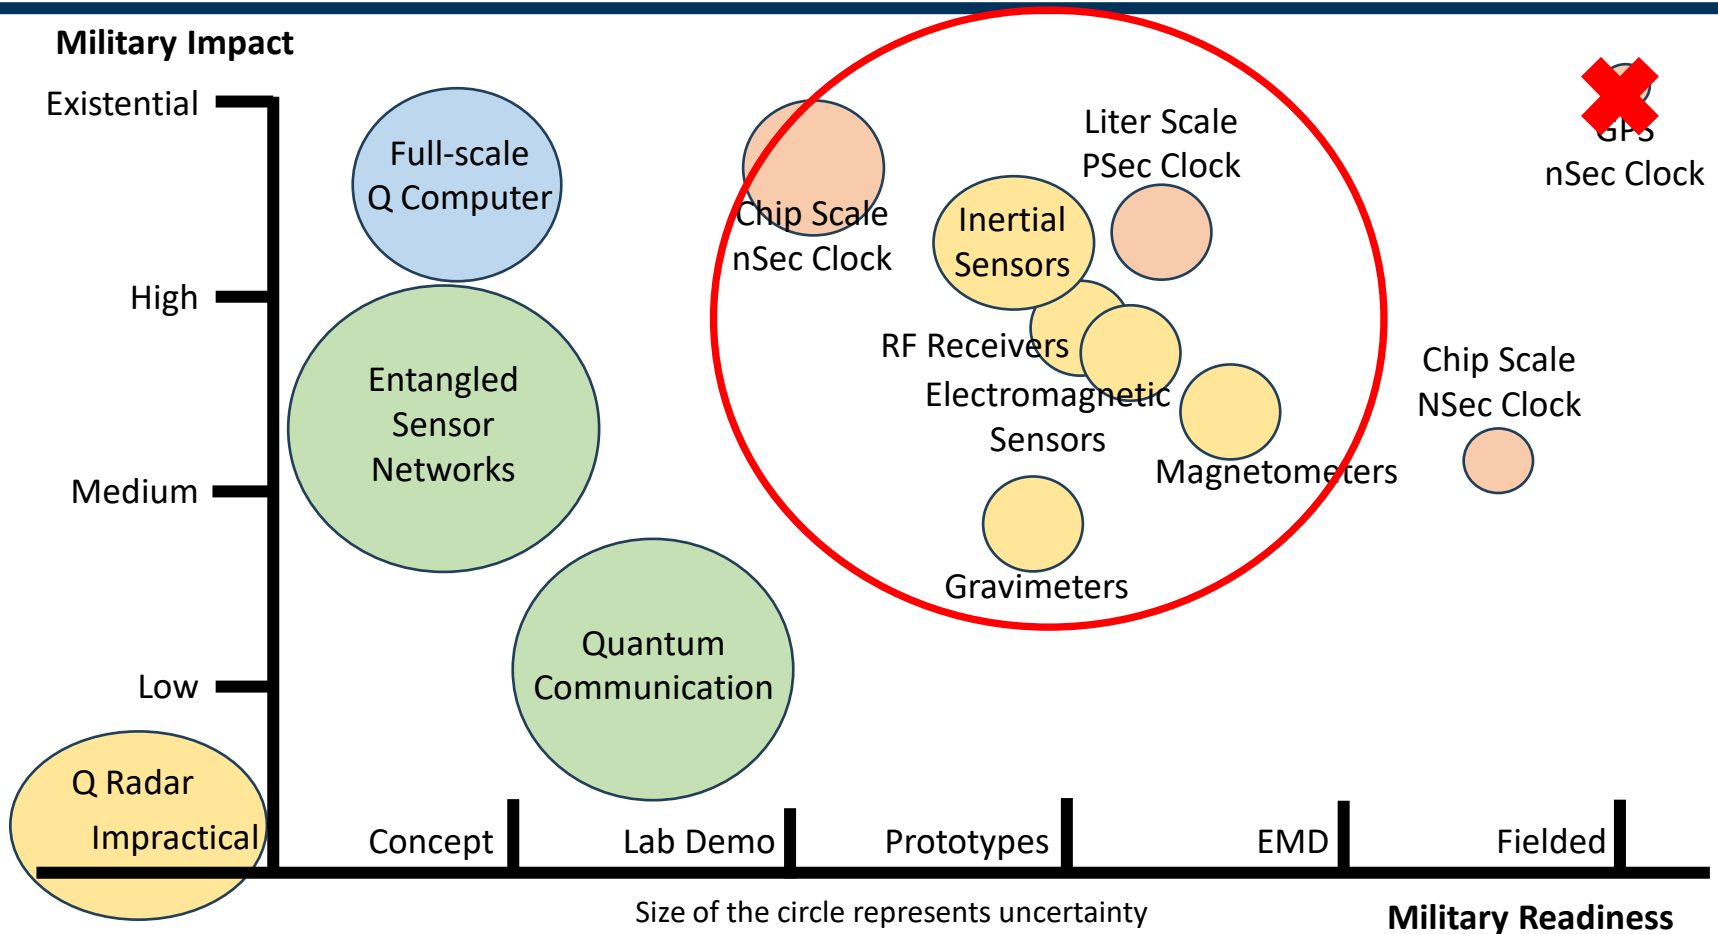 Military Impact
Existential
High
Medium
Low
Full-scale
Q Computer
Entangled
Sensor
Networks
Quantum
Communication
Q Radar
Impractical
Chip Scale
nSec Clock
Inertial
Sensors
Liter Scale
PSec Clock
RF Receivers
Electromagnetic
Sensors
Magnetometers
Gravimeters
GPS
nSec Clock
Chip Scale
NSec Clock
Concept
Lab Demo
Prototypes
EMD
Fielded
Size of the circle represents uncertainty
Military Readiness